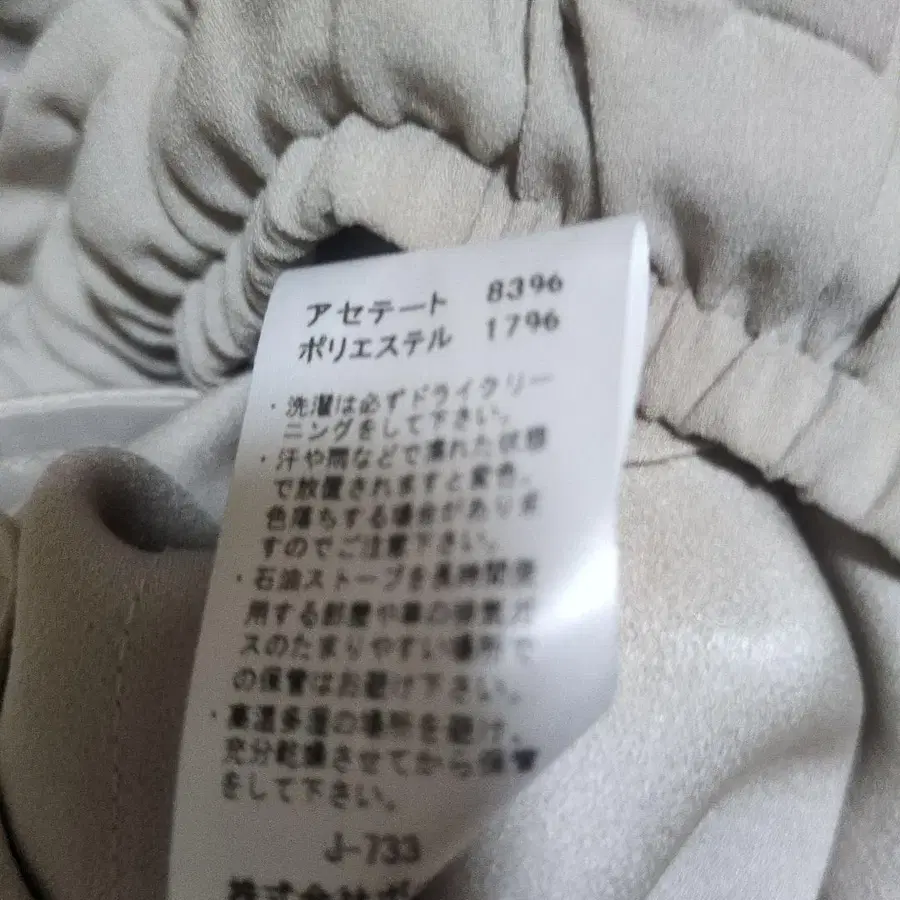 アセテート 83%
ポリエステル 17%
・洗濯は必ずドライクリー
ニングをして下さい。
・汗や雨などで濡れた状態
で放置されますと変色、
色落ちする場合がありま
すのでご注意下さい。
・石油ストーブを長時間使
用する部屋や車の排気ガ
スのたまりやすい場所で
の保管はお避け下さい。
・高温多湿の場所を避け、
充分乾燥させてから保管
をして下さい。
J-733
株式会社